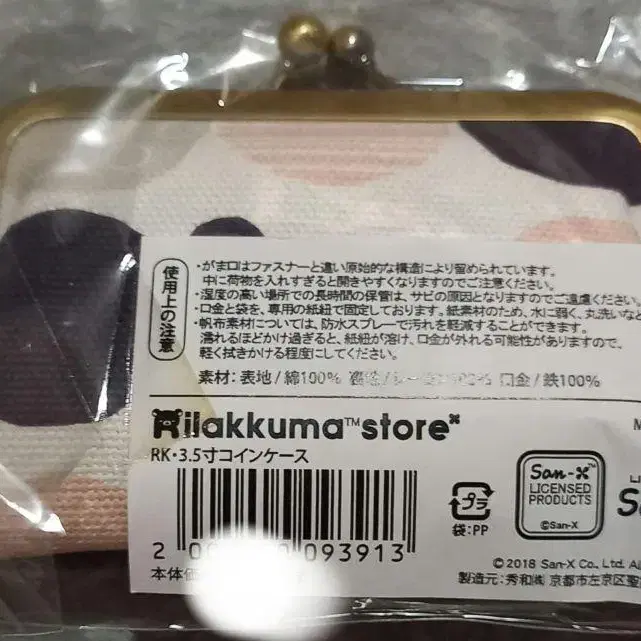 使用上の注意
・がま口はファスナーと違い原始的な構造により留められています。
中に荷物を入れすぎると開きやすくなりますのでご注意ください。
・湿度の高い場所での長時間の保管は、サビの原因となりますのでご遠慮ください
・口金と袋を、専用の紙紐で固定しております。紙素材のため、水に弱く、丸洗いなど
・帆布素材については、防水スプレーで汚れを軽減することができます。
濡れるほどかけ過ぎると、紙紐が溶け、口金が外れる可能性がありますので、
軽く拭きかける程度にしてください。
素材：表地/綿100% 口金/鉄100%
Rilakkuma™ store
RK・3.5寸コインケース
2 093913
本体価
プラ
袋:PP
San-X™
LICENSED
PRODUCTS
©San-X
©2018 San-X Co., Ltd. A
製造元：秀和㈱ 京都市左京区聖